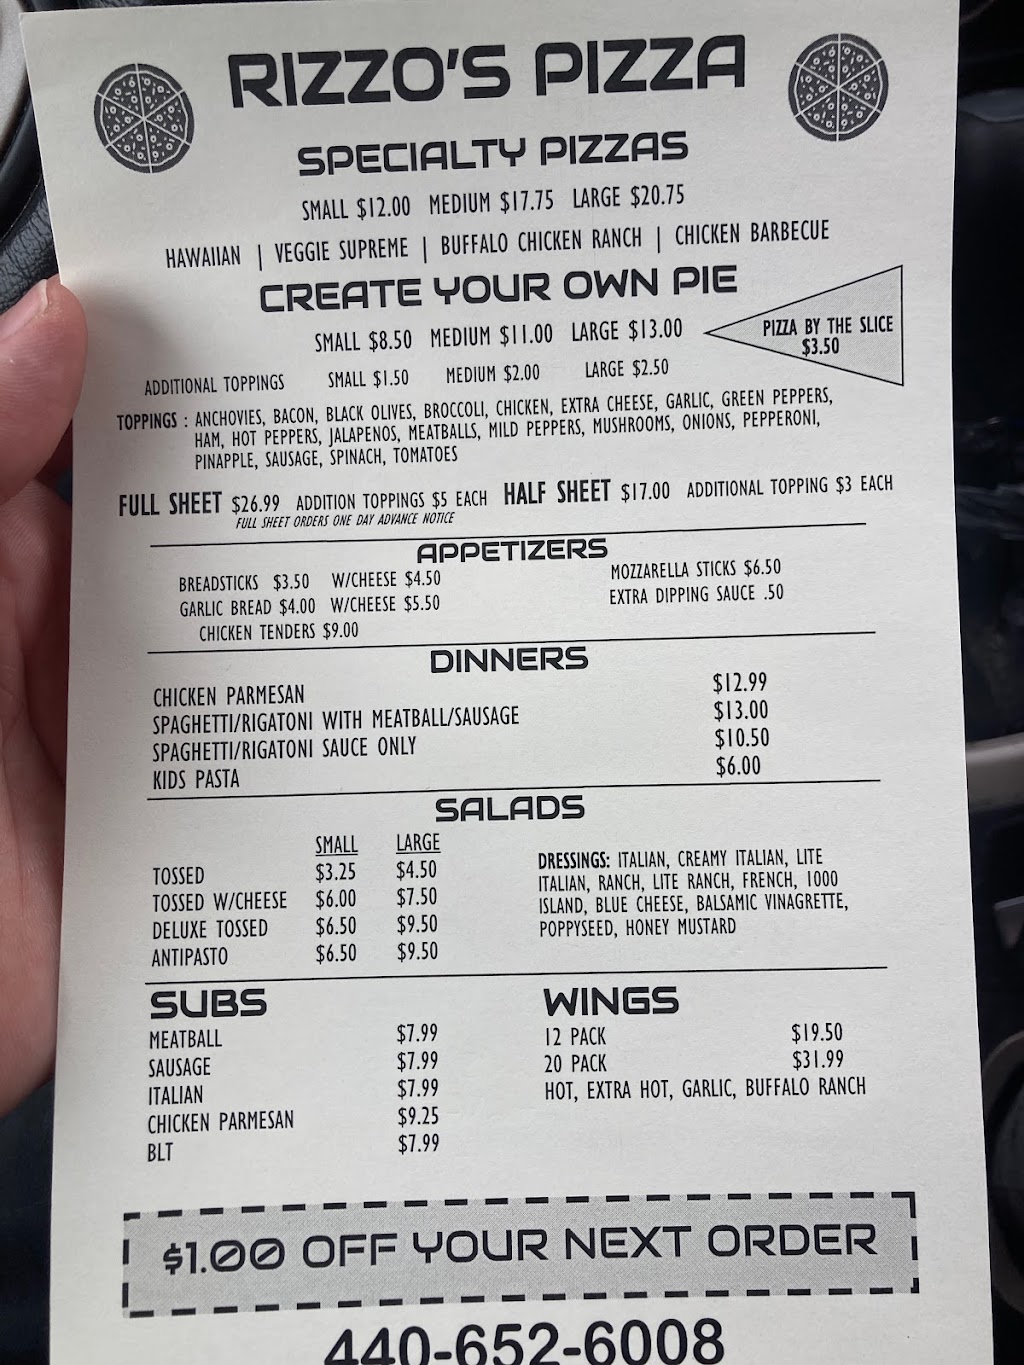 RIZZO'S PIZZA
SPECIALTY PIZZAS
SMALL $12.00 MEDIUM $17.75 LARGE $20.75
HAWAIIAN | VEGGIE SUPREME | BUFFALO CHICKEN RANCH | CHICKEN BARBECUE
CREATE YOUR OWN PIE
SMALL $8.50 MEDIUM $11.00 LARGE $13.00
PIZZA BY THE SLICE
$3.50
ADDITIONAL TOPPINGS SMALL $1.50 MEDIUM $2.00 LARGE $2.50
TOPPINGS : ANCHOVIES, BACON, BLACK OLIVES, BROCCOLI, CHICKEN, EXTRA CHEESE, GARLIC, GREEN PEPPERS,
HAM, HOT PEPPERS, JALAPENOS, MEATBALLS, MILD PEPPERS, MUSHROOMS, ONIONS, PEPPERONI,
PINAPPLE, SAUSAGE, SPINACH, TOMATOES
FULL SHEET $26.99 ADDITION TOPPINGS $5 EACH HALF SHEET $17.00 ADDITIONAL TOPPING $3 EACH
FULL SHEET ORDERS ONE DAY ADVANCE NOTICE
APPETIZERS
BREADSTICKS $3.50 W/CHEESE $4.50
GARLIC BREAD $4.00 W/CHEESE $5.50
CHICKEN TENDERS $9.00
MOZZARELLA STICKS $6.50
EXTRA DIPPING SAUCE .50
DINNERS
CHICKEN PARMESAN $12.99
SPAGHETTI/RIGATONI WITH MEATBALL/SAUSAGE $13.00
SPAGHETTI/RIGATONI SAUCE ONLY $10.50
KIDS PASTA $6.00
SALADS
SMALL LARGE
TOSSED $3.25 $4.50
TOSSED W/CHEESE $6.00 $7.50
DELUXE TOSSED $6.50 $9.50
ANTIPASTO $6.50 $9.50
DRESSINGS: ITALIAN, CREAMY ITALIAN, LITE
ITALIAN, RANCH, LITE RANCH, FRENCH, 1000
ISLAND, BLUE CHEESE, BALSAMIC VINAGRETTE,
POPPYSEED, HONEY MUSTARD
SUBS
MEATBALL $7.99
SAUSAGE $7.99
ITALIAN $7.99
CHICKEN PARMESAN $9.25
BLT $7.99
WINGS
12 PACK $19.50
20 PACK $31.99
HOT, EXTRA HOT, GARLIC, BUFFALO RANCH
$1.00 OFF YOUR NEXT ORDER
440-652-6008